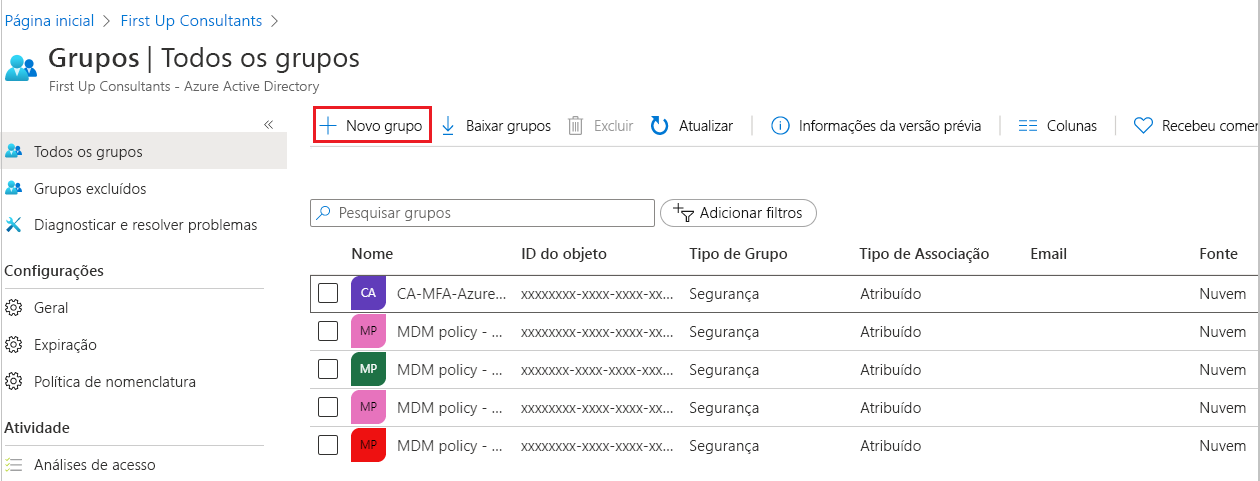 Página inicial > First Up Consultants >
Grupos | Todos os grupos
First Up Consultants - Azure Active Directory
«
Novo grupo Baixar grupos Excluir Atualizar Informações da versão prévia Colunas Recebeu comen
Todos os grupos
Grupos excluídos
Diagnosticar e resolver problemas
Configurações
Geral
Expiração
Política de nomenclatura
Atividade
Análises de acesso
Pesquisar grupos Adicionar filtros
Nome ID do objeto Tipo de Grupo Tipo de Associação Email Fonte
CA CA-MFA-Azure... xxxxxxxx-xxxx-xxxx-xx... Segurança Atribuído Nuvem
MP MDM policy - ... xxxxxxxx-xxxx-xxxx-xx... Segurança Atribuído Nuvem
MP MDM policy - ... xxxxxxxx-xxxx-xxxx-xx... Segurança Atribuído Nuvem
MP MDM policy - ... xxxxxxxx-xxxx-xxxx-xx... Segurança Atribuído Nuvem
MP MDM policy - ... xxxxxxxx-xxxx-xxxx-xx... Segurança Atribuído Nuvem